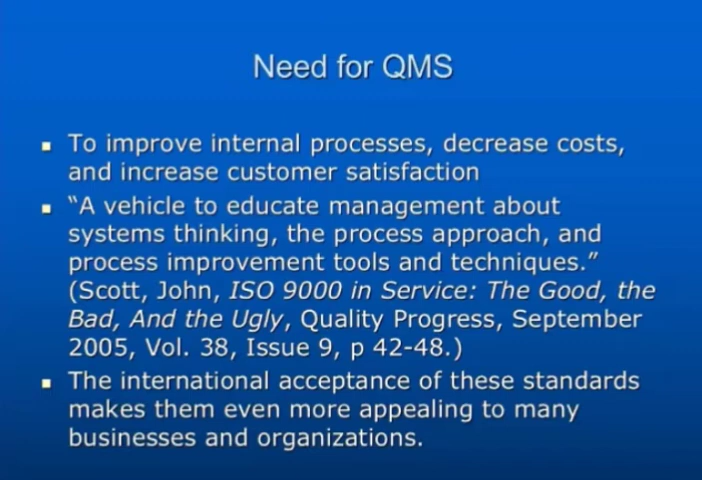 Need for QMS
To improve internal processes, decrease costs,
and increase customer satisfaction
“A vehicle to educate management about
systems thinking, the process approach, and
process improvement tools and techniques.”
(Scott, John, ISO 9000 in Service: The Good, the
Bad, And the Ugly, Quality Progress, September
2005, Vol. 38, Issue 9, p 42-48.)
The international acceptance of these standards
makes them even more appealing to many
businesses and organizations.